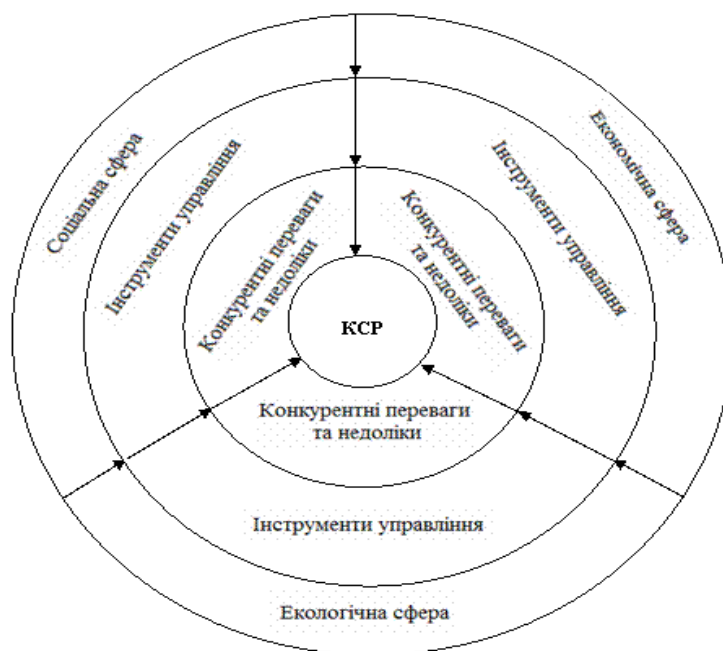 Соціальна сфера
Економічна сфера
Інструменти управління
Інструменти управління
Конкурентні переваги
та недоліки
Конкурентні переваги
та недоліки
КСР
Конкурентні переваги
та недоліки
Інструменти управління
Екологічна сфера